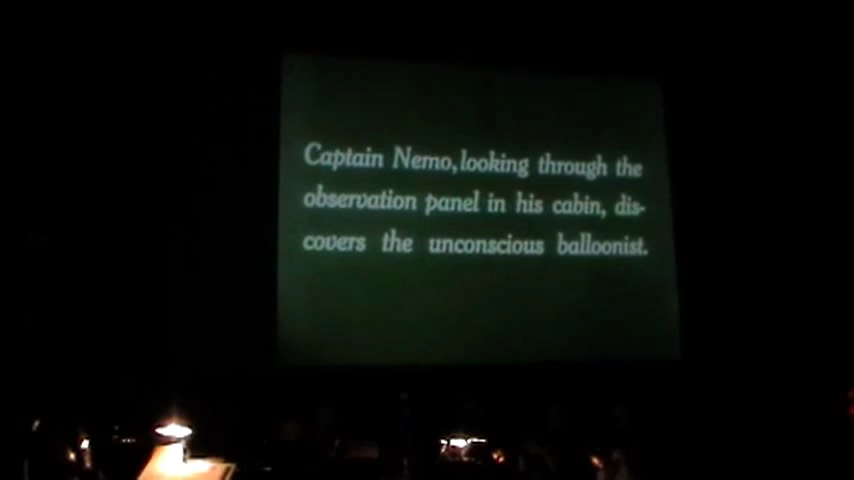 Captain Nemo, looking through the
observation panel in his cabin, dis-
covers the unconscious balloonist.